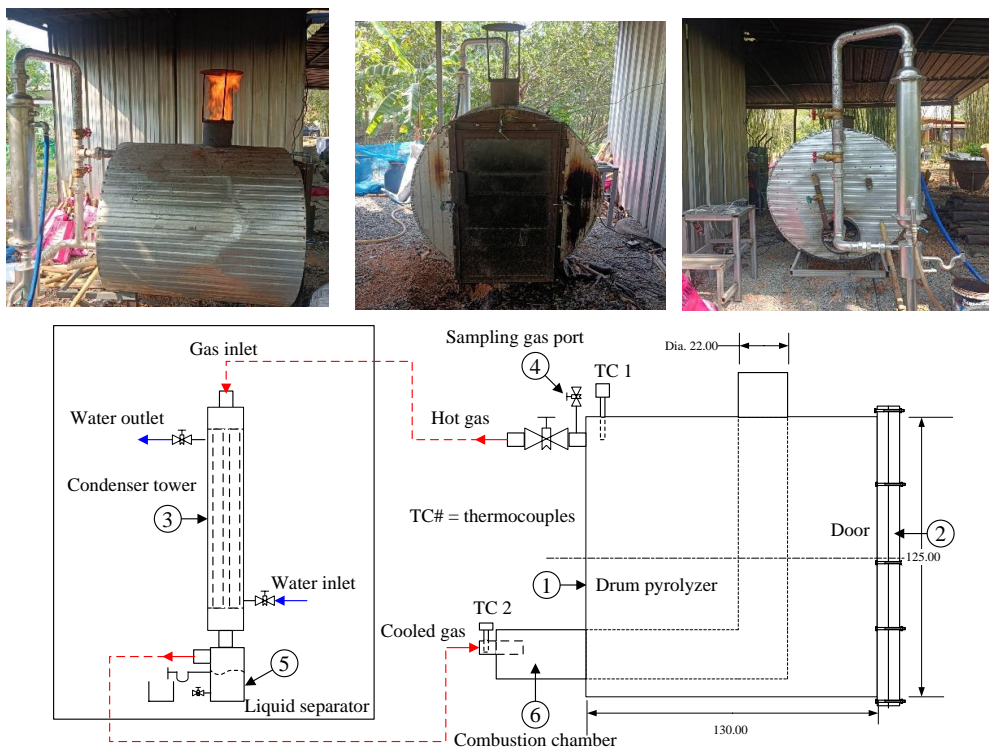 Gas inlet
Water outlet
Condenser tower
3
Water inlet
5
Liquid separator
Sampling gas port
4
TC 1
Dia. 22.00
Hot gas
TC# = thermocouples
Door
2
125.00
1
Drum pyrolyzer
TC 2
Cooled gas
6
Combustion chamber
130.00